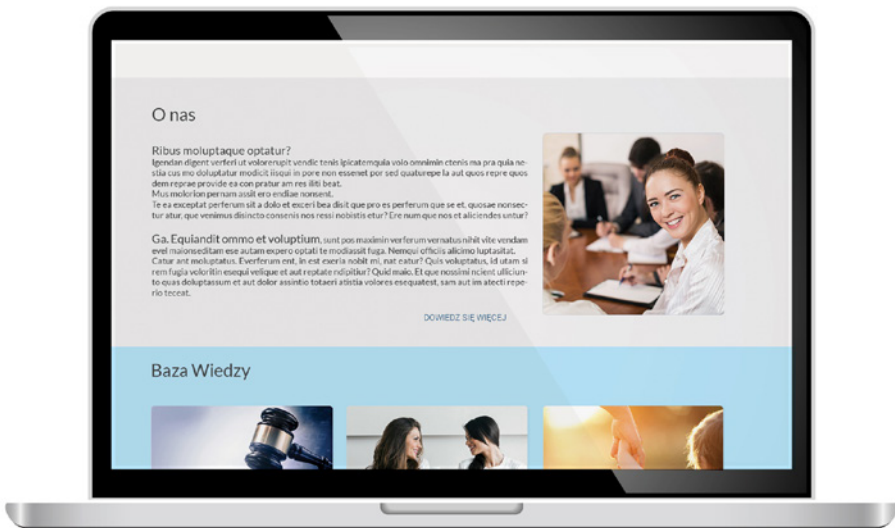 O nas
Ribus moluptaque optatur?
Igendan digent verferi ut volorerupit vendic tenis ipicatemquia volo omnimin ctenis ma pra quia ne-
stia cus mo doluptatur modicit iisqui in pore non essenet por sed quaturepe la aut quos repre quos
dem reprae provide ea con pratur am res iliti beat.
Mus molorion pernam assit ero endiae nonsent.
Te ea exceptat perferum sit a dolo et exceri bea disit que pro es perferum que se et, quosae nonsec-
tur atur, que venimus disincto consenis nos ressi nobistis etur? Ere num que nos et aliciendes untur?
Ga. Equiandit ommo et voluptium, sunt pos maximin verferum vernatus nihit vite vendam
evel maionseditam ese autam expero optati te modiassit fuga. Nemqui officiis alicimo luptasitat.
Catur ant moluptatus. Everferum ent, in est exeria nobit mi, nat eatur? Quis voluptatus, id utam si
rem fugia voloritin esequi velique et aut reptate ndipitiur? Quid maio. Et que nossimi ncient ulliciun-
to quas doluptassum et aut dolor assintio totaeri atistia volores esequatest, sam aut im atecti repe-
rio teceat.
DOWIEDZ SIĘ WIĘCEJ
Baza Wiedzy